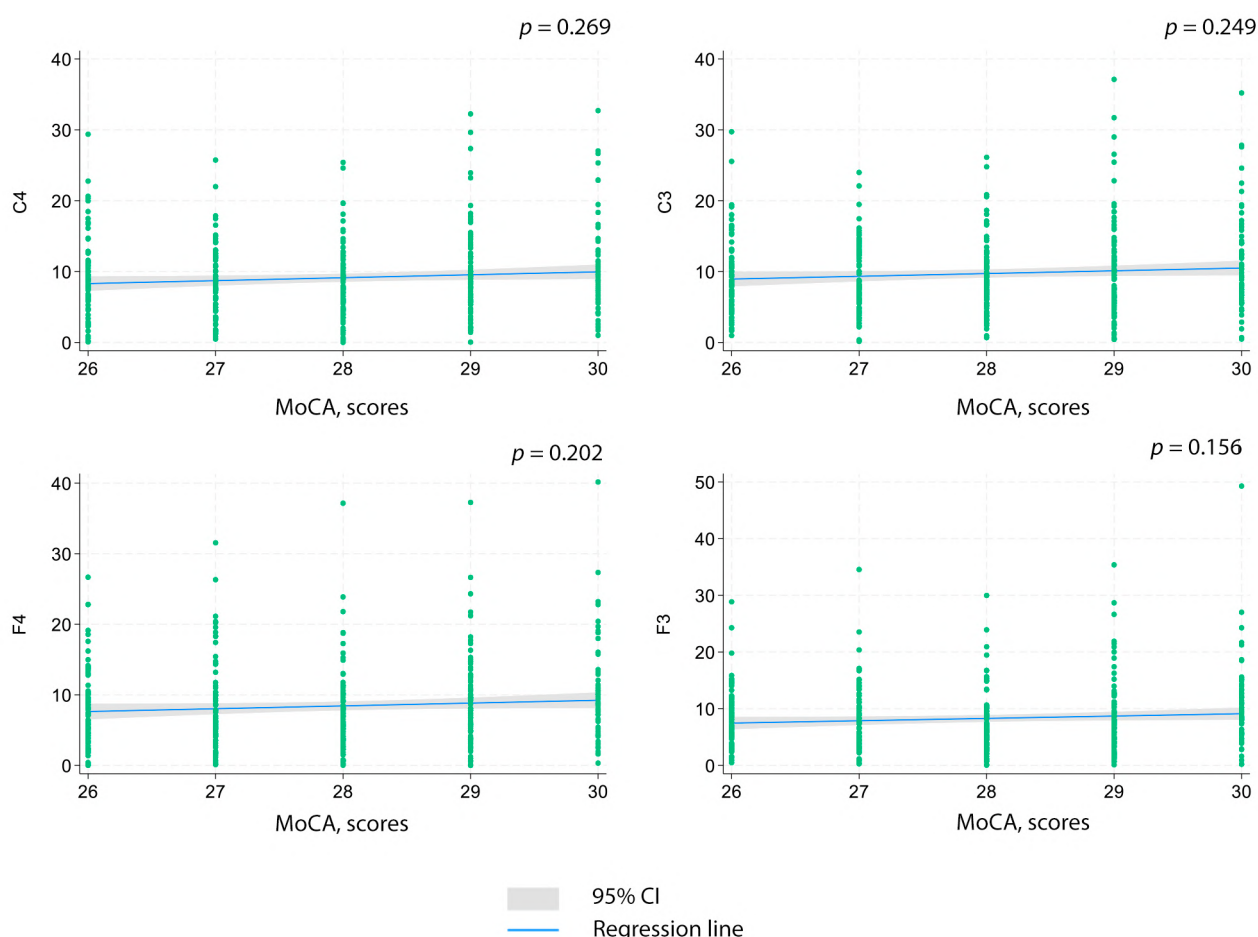 p = 0.269
40
30
20
10
0
C4
26 27 28 29 30
MoCA, scores
p = 0.249
40
30
20
10
0
C3
26 27 28 29 30
MoCA, scores
p = 0.202
40
30
20
10
0
F4
26 27 28 29 30
MoCA, scores
p = 0.156
50
40
30
20
10
0
F3
26 27 28 29 30
MoCA, scores
95% CI
Regression line